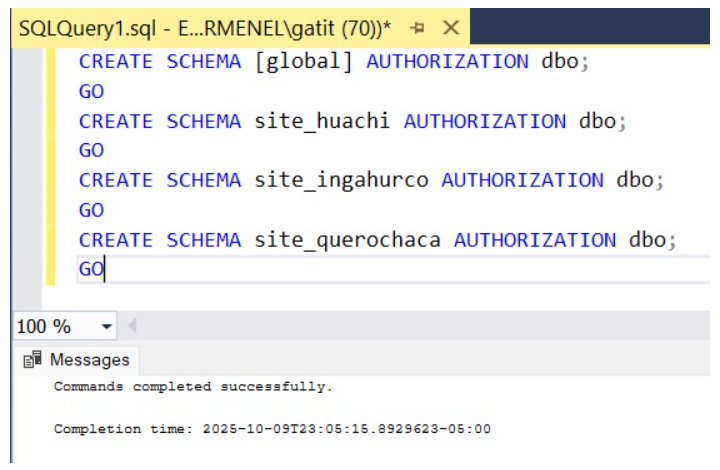 SQLQuery1.sql - E...RMENEL\gatit (70))*
CREATE SCHEMA [global] AUTHORIZATION dbo;
GO
CREATE SCHEMA site_huachi AUTHORIZATION dbo;
GO
CREATE SCHEMA site_ingahurco AUTHORIZATION dbo;
GO
CREATE SCHEMA site_querochaca AUTHORIZATION dbo;
GO
100 %
Messages
Commands completed successfully.
Completion time: 2025-10-09T23:05:15.8929623-05:00